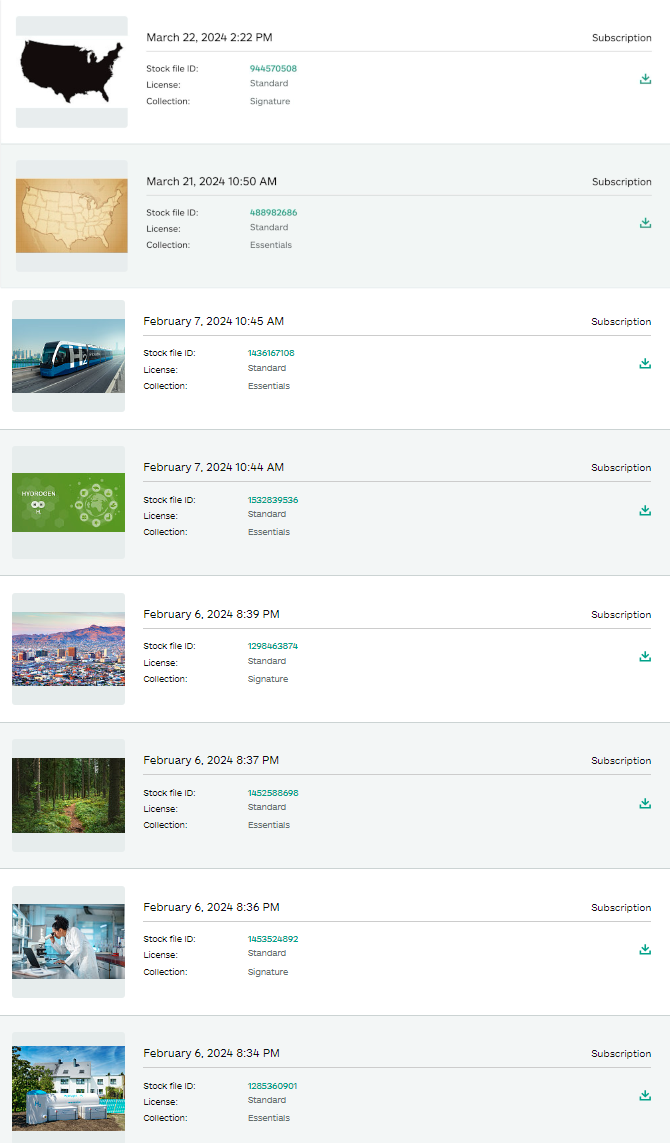 March 22, 2024 2:22 PM Subscription
Stock file ID: 944570508
License: Standard
Collection: Signature
March 21, 2024 10:50 AM Subscription
Stock file ID: 488982686
License: Standard
Collection: Essentials
February 7, 2024 10:45 AM Subscription
H2
Stock file ID: 1436167108
License: Standard
Collection: Essentials
February 7, 2024 10:44 AM Subscription
HYDROGEN
H₂
Stock file ID: 1532839536
License: Standard
Collection: Essentials
February 6, 2024 8:39 PM Subscription
Stock file ID: 1298463874
License: Standard
Collection: Signature
February 6, 2024 8:37 PM Subscription
Stock file ID: 1452588698
License: Standard
Collection: Essentials
February 6, 2024 8:36 PM Subscription
Stock file ID: 1453524892
License: Standard
Collection: Signature
February 6, 2024 8:34 PM Subscription
Stock file ID: 1285360901
License: Standard
Collection: Essentials